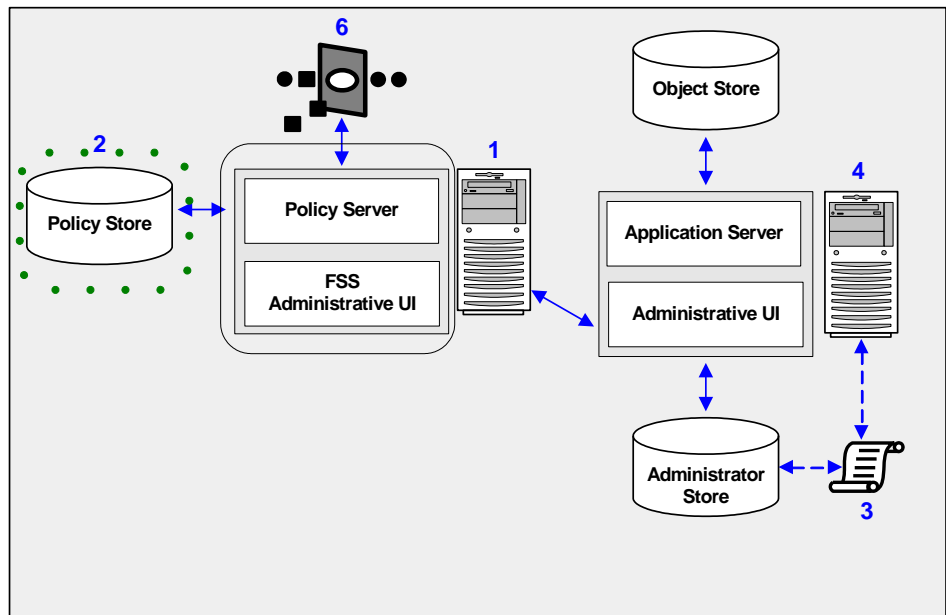 6
Object Store
2
1
4
Policy Store
Policy Server
Application Server
FSS
Administrative UI
Administrative UI
Administrator
Store
3